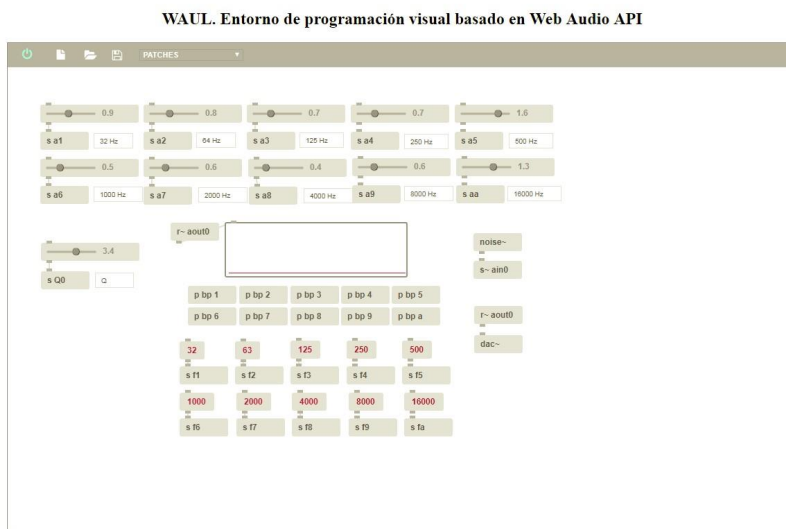 WAUL. Entorno de programación visual basado en Web Audio API
PATCHES
0.9 0.8 0.7 0.7 1.6
s a1 32 Hz s a2 64 Hz s a3 125 Hz s a4 250 Hz s a5 500 Hz
0.5 0.6 0.4 0.6 1.3
s a6 1000 Hz s a7 2000 Hz s a8 4000 Hz s a9 8000 Hz s aa 16000 Hz
r~ aout0
noise~
3.4
s~ ain0
s Q0 Q
p bp 1 p bp 2 p bp 3 p bp 4 p bp 5
p bp 6 p bp 7 p bp 8 p bp 9 p bp a
r~ aout0
dac~
32 63 125 250 500
s f1 s f2 s f3 s f4 s f5
1000 2000 4000 8000 16000
s f6 s f7 s f8 s f9 s fa